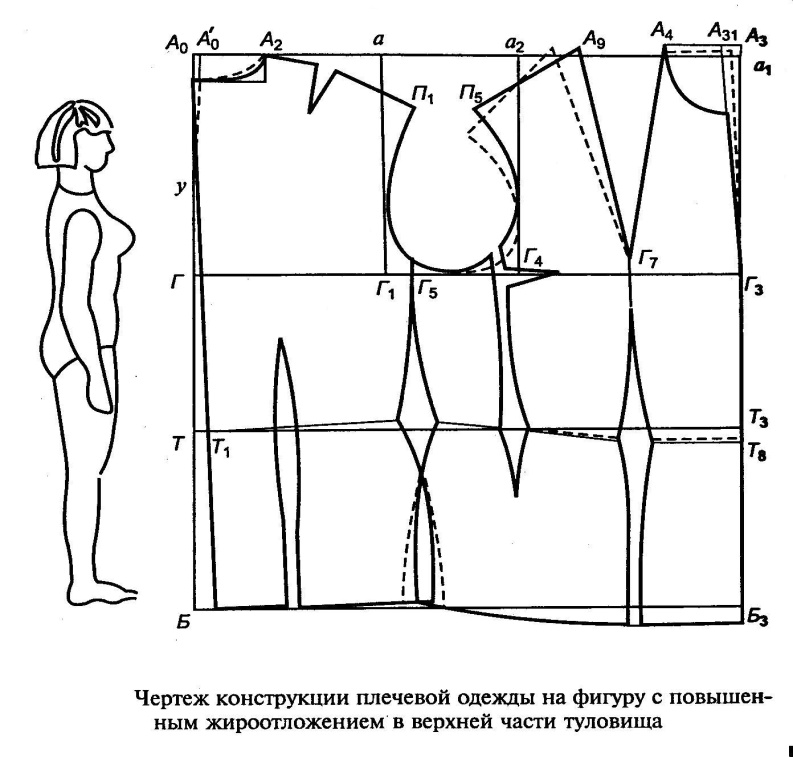 A₀ A′₀ A₂ a a₂ A₉ A₄ A₃₁ A₃
a₁
П₁ П₅
у
Г₄ Г₇
Г Г₁ Г₅ Г₃
Т₃
Т Т₁ Т₈
Б Б₃
Чертеж конструкции плечевой одежды на фигуру с повышен-
ным жироотложением в верхней части туловища